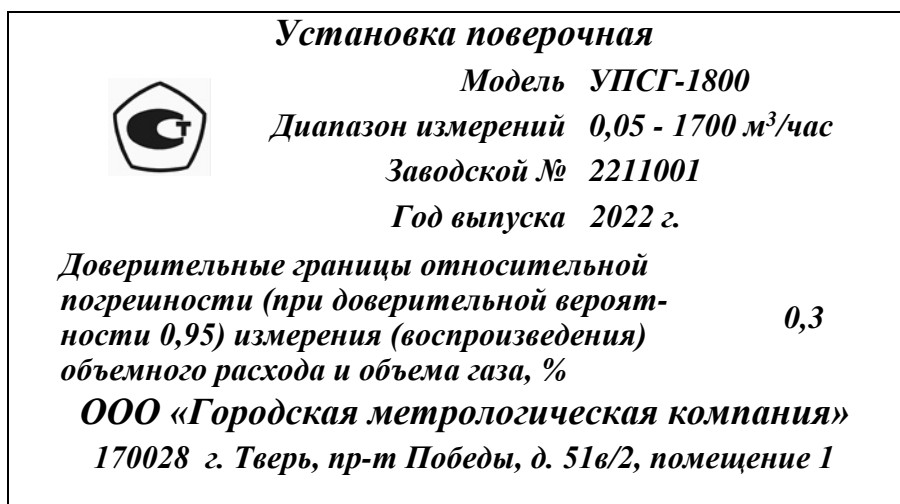 Установка поверочная
Модель УПСГ-1800
Диапазон измерений 0,05 - 1700 м³/час
Заводской № 2211001
Год выпуска 2022 г.
Доверительные границы относительной
погрешности (при доверительной вероят-
ности 0,95) измерения (воспроизведения)
объемного расхода и объема газа, %
0,3
ООО «Городская метрологическая компания»
170028 г. Тверь, пр-т Победы, д. 51в/2, помещение 1